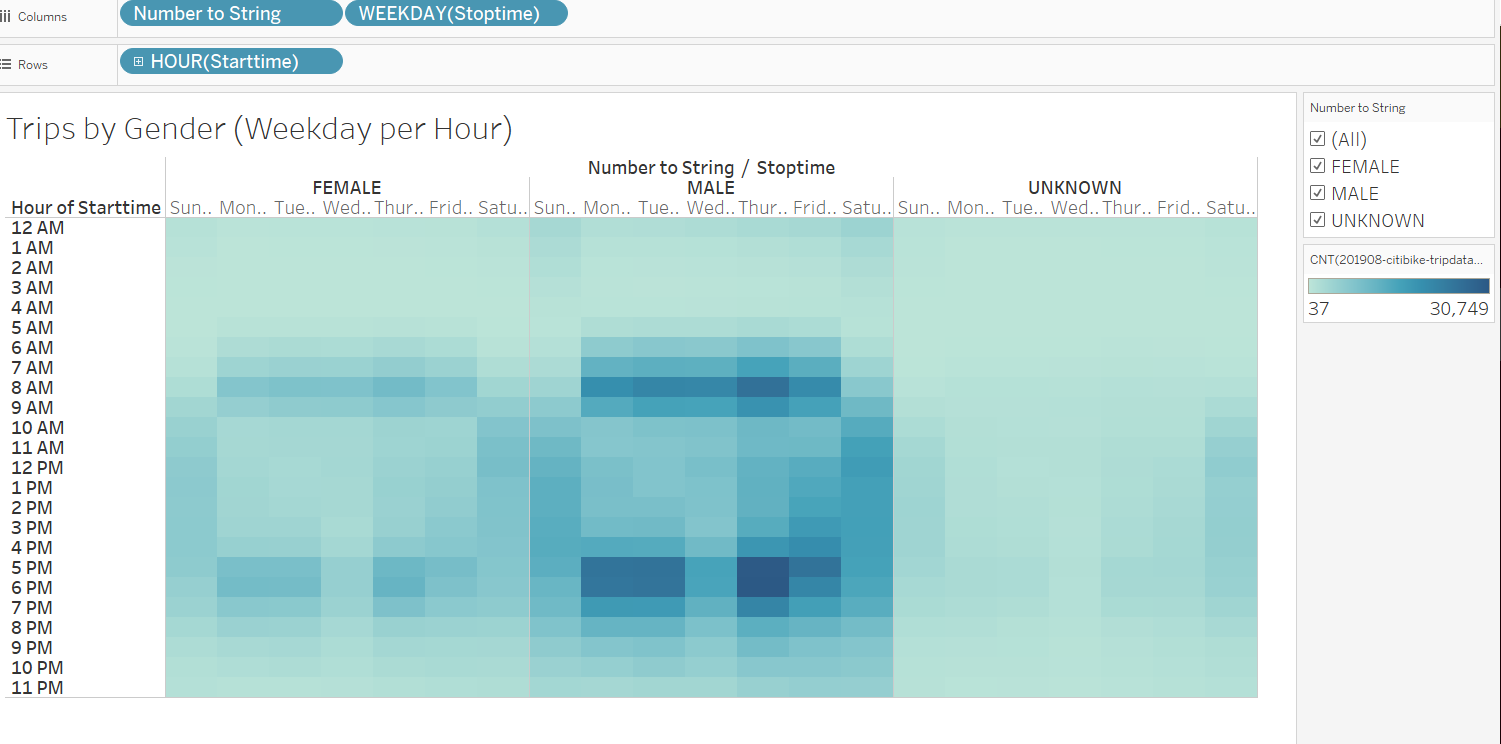 Columns Number to String WEEKDAY(Stoptime)
Rows HOUR(Starttime)
Trips by Gender (Weekday per Hour)
Number to String / Stoptime
FEMALE MALE UNKNOWN
Hour of Starttime Sun.. Mon.. Tue.. Wed.. Thur.. Frid.. Satu.. Sun.. Mon.. Tue.. Wed.. Thur.. Frid.. Satu.. Sun.. Mon.. Tue.. Wed.. Thur.. Frid.. Satu..
12 AM
1 AM
2 AM
3 AM
4 AM
5 AM
6 AM
7 AM
8 AM
9 AM
10 AM
11 AM
12 PM
1 PM
2 PM
3 PM
4 PM
5 PM
6 PM
7 PM
8 PM
9 PM
10 PM
11 PM
Number to String
(All)
FEMALE
MALE
UNKNOWN
CNT(201908-citibike-tripdata...
37 30,749